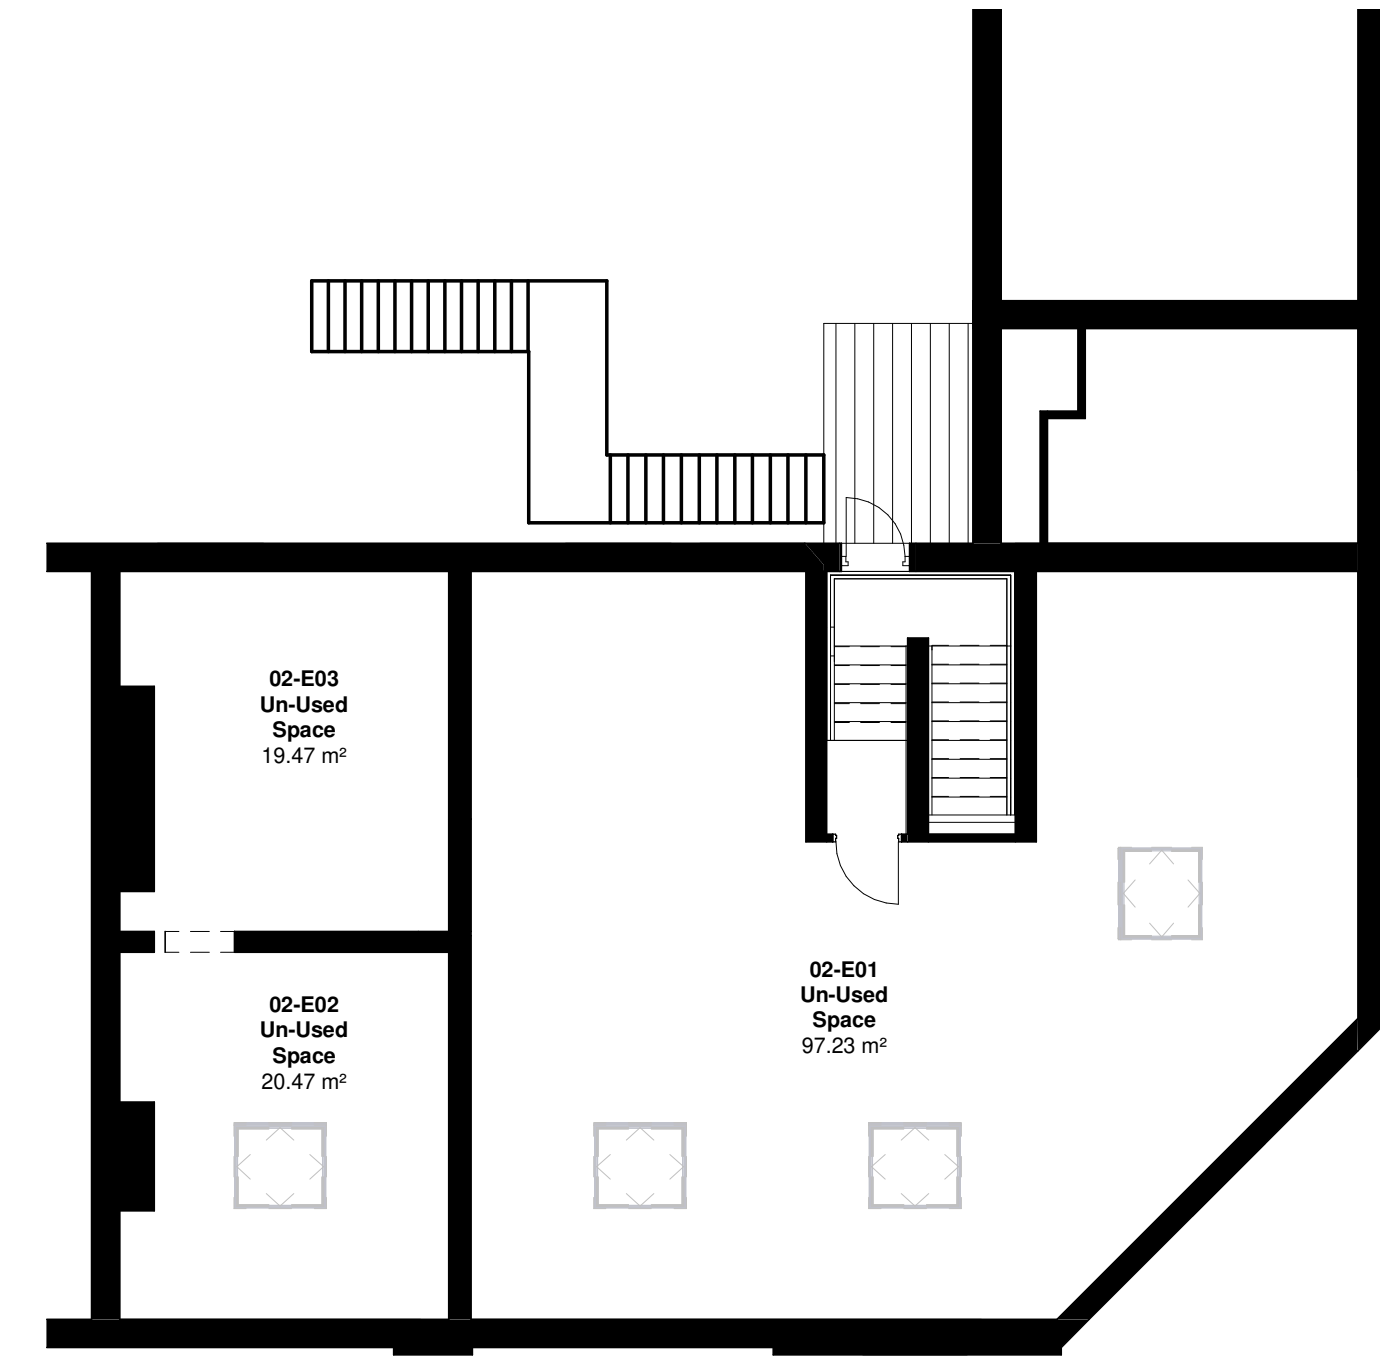 02-E03
Un-Used
Space
19.47 m²
02-E01
Un-Used
Space
97.23 m²
02-E02
Un-Used
Space
20.47 m²